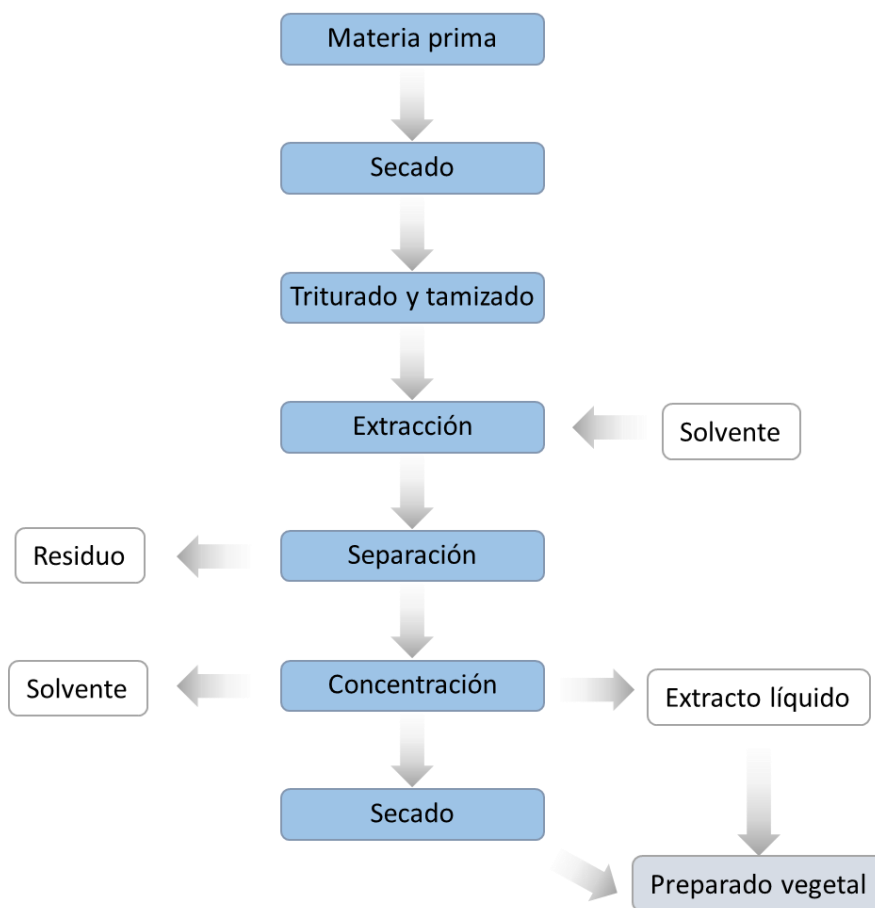 Materia prima
Secado
Triturado y tamizado
Extracción
Solvente
Residuo
Separación
Solvente
Concentración
Extracto líquido
Secado
Preparado vegetal